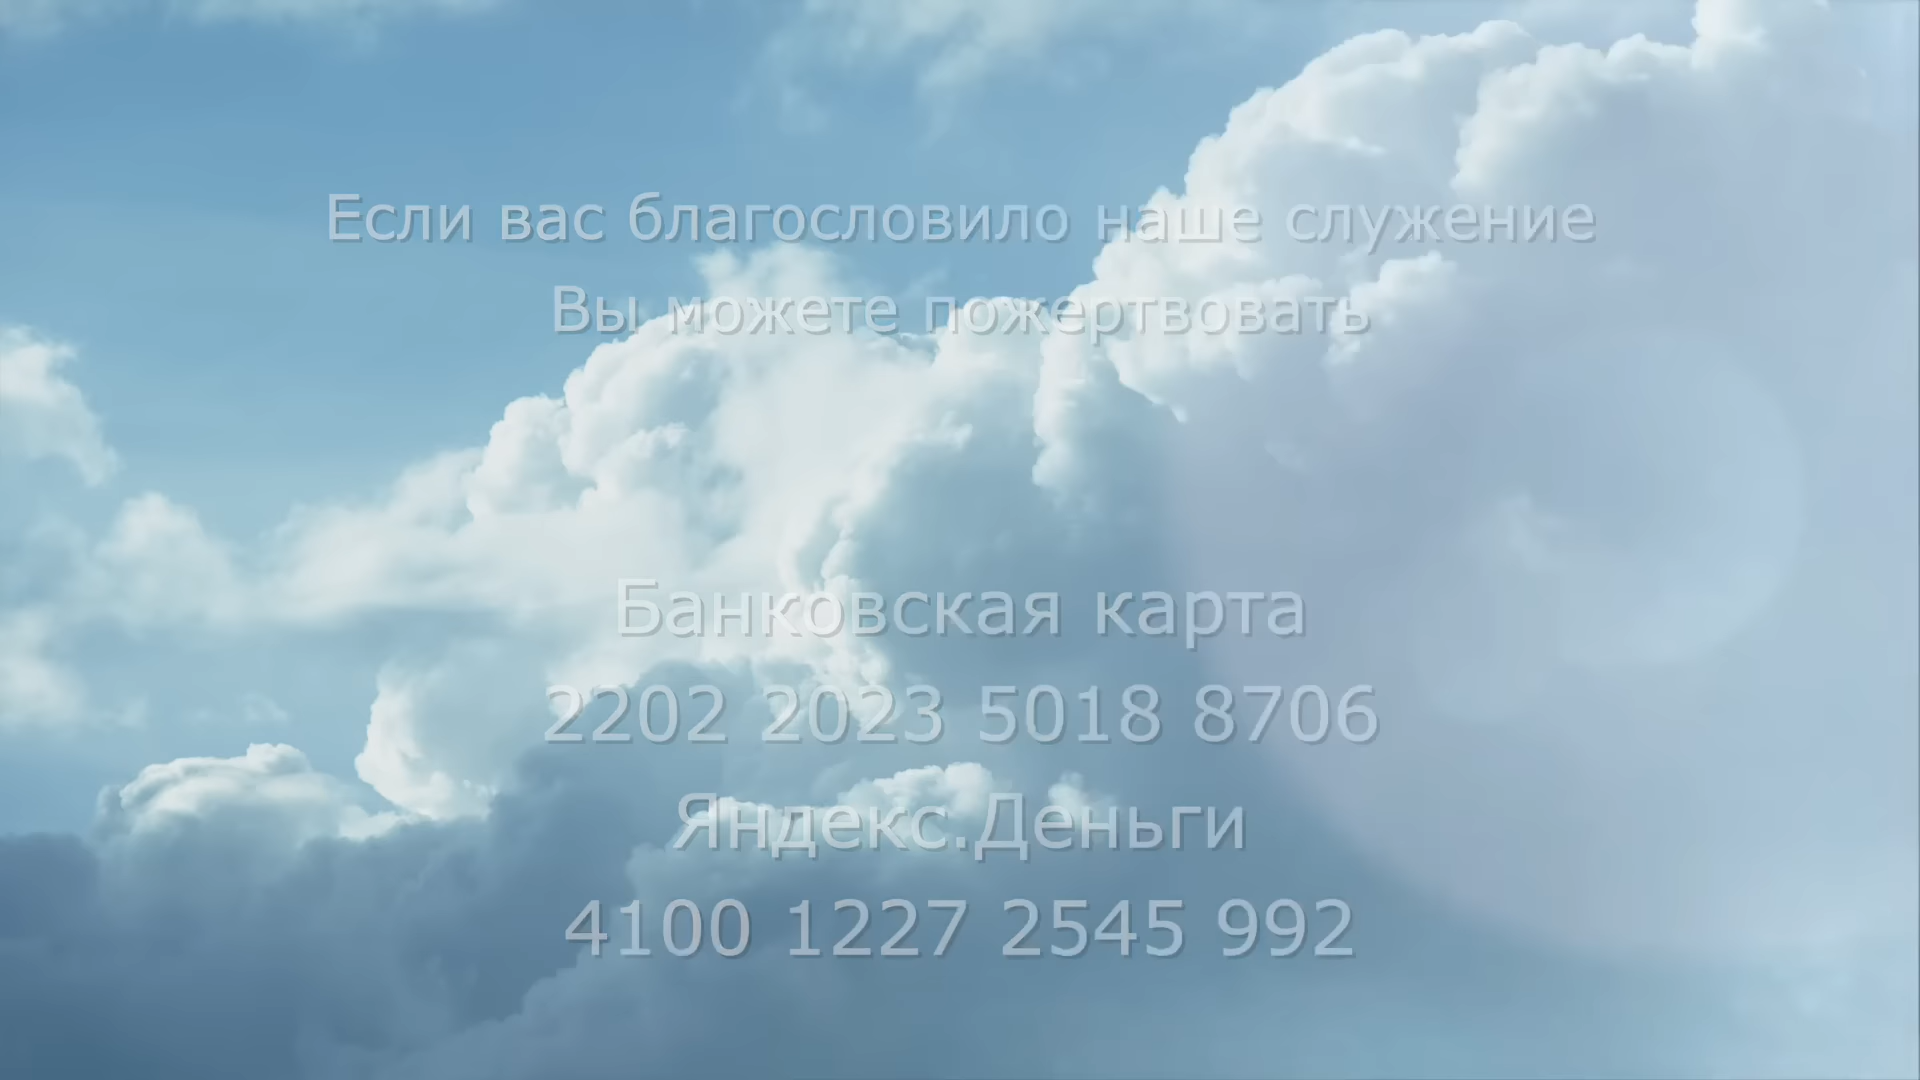 Если вас благословило наше служение
Вы можете пожертвовать
Банковская карта
2202 2023 5018 8706
Яндекс.Деньги
4100 1227 2545 992